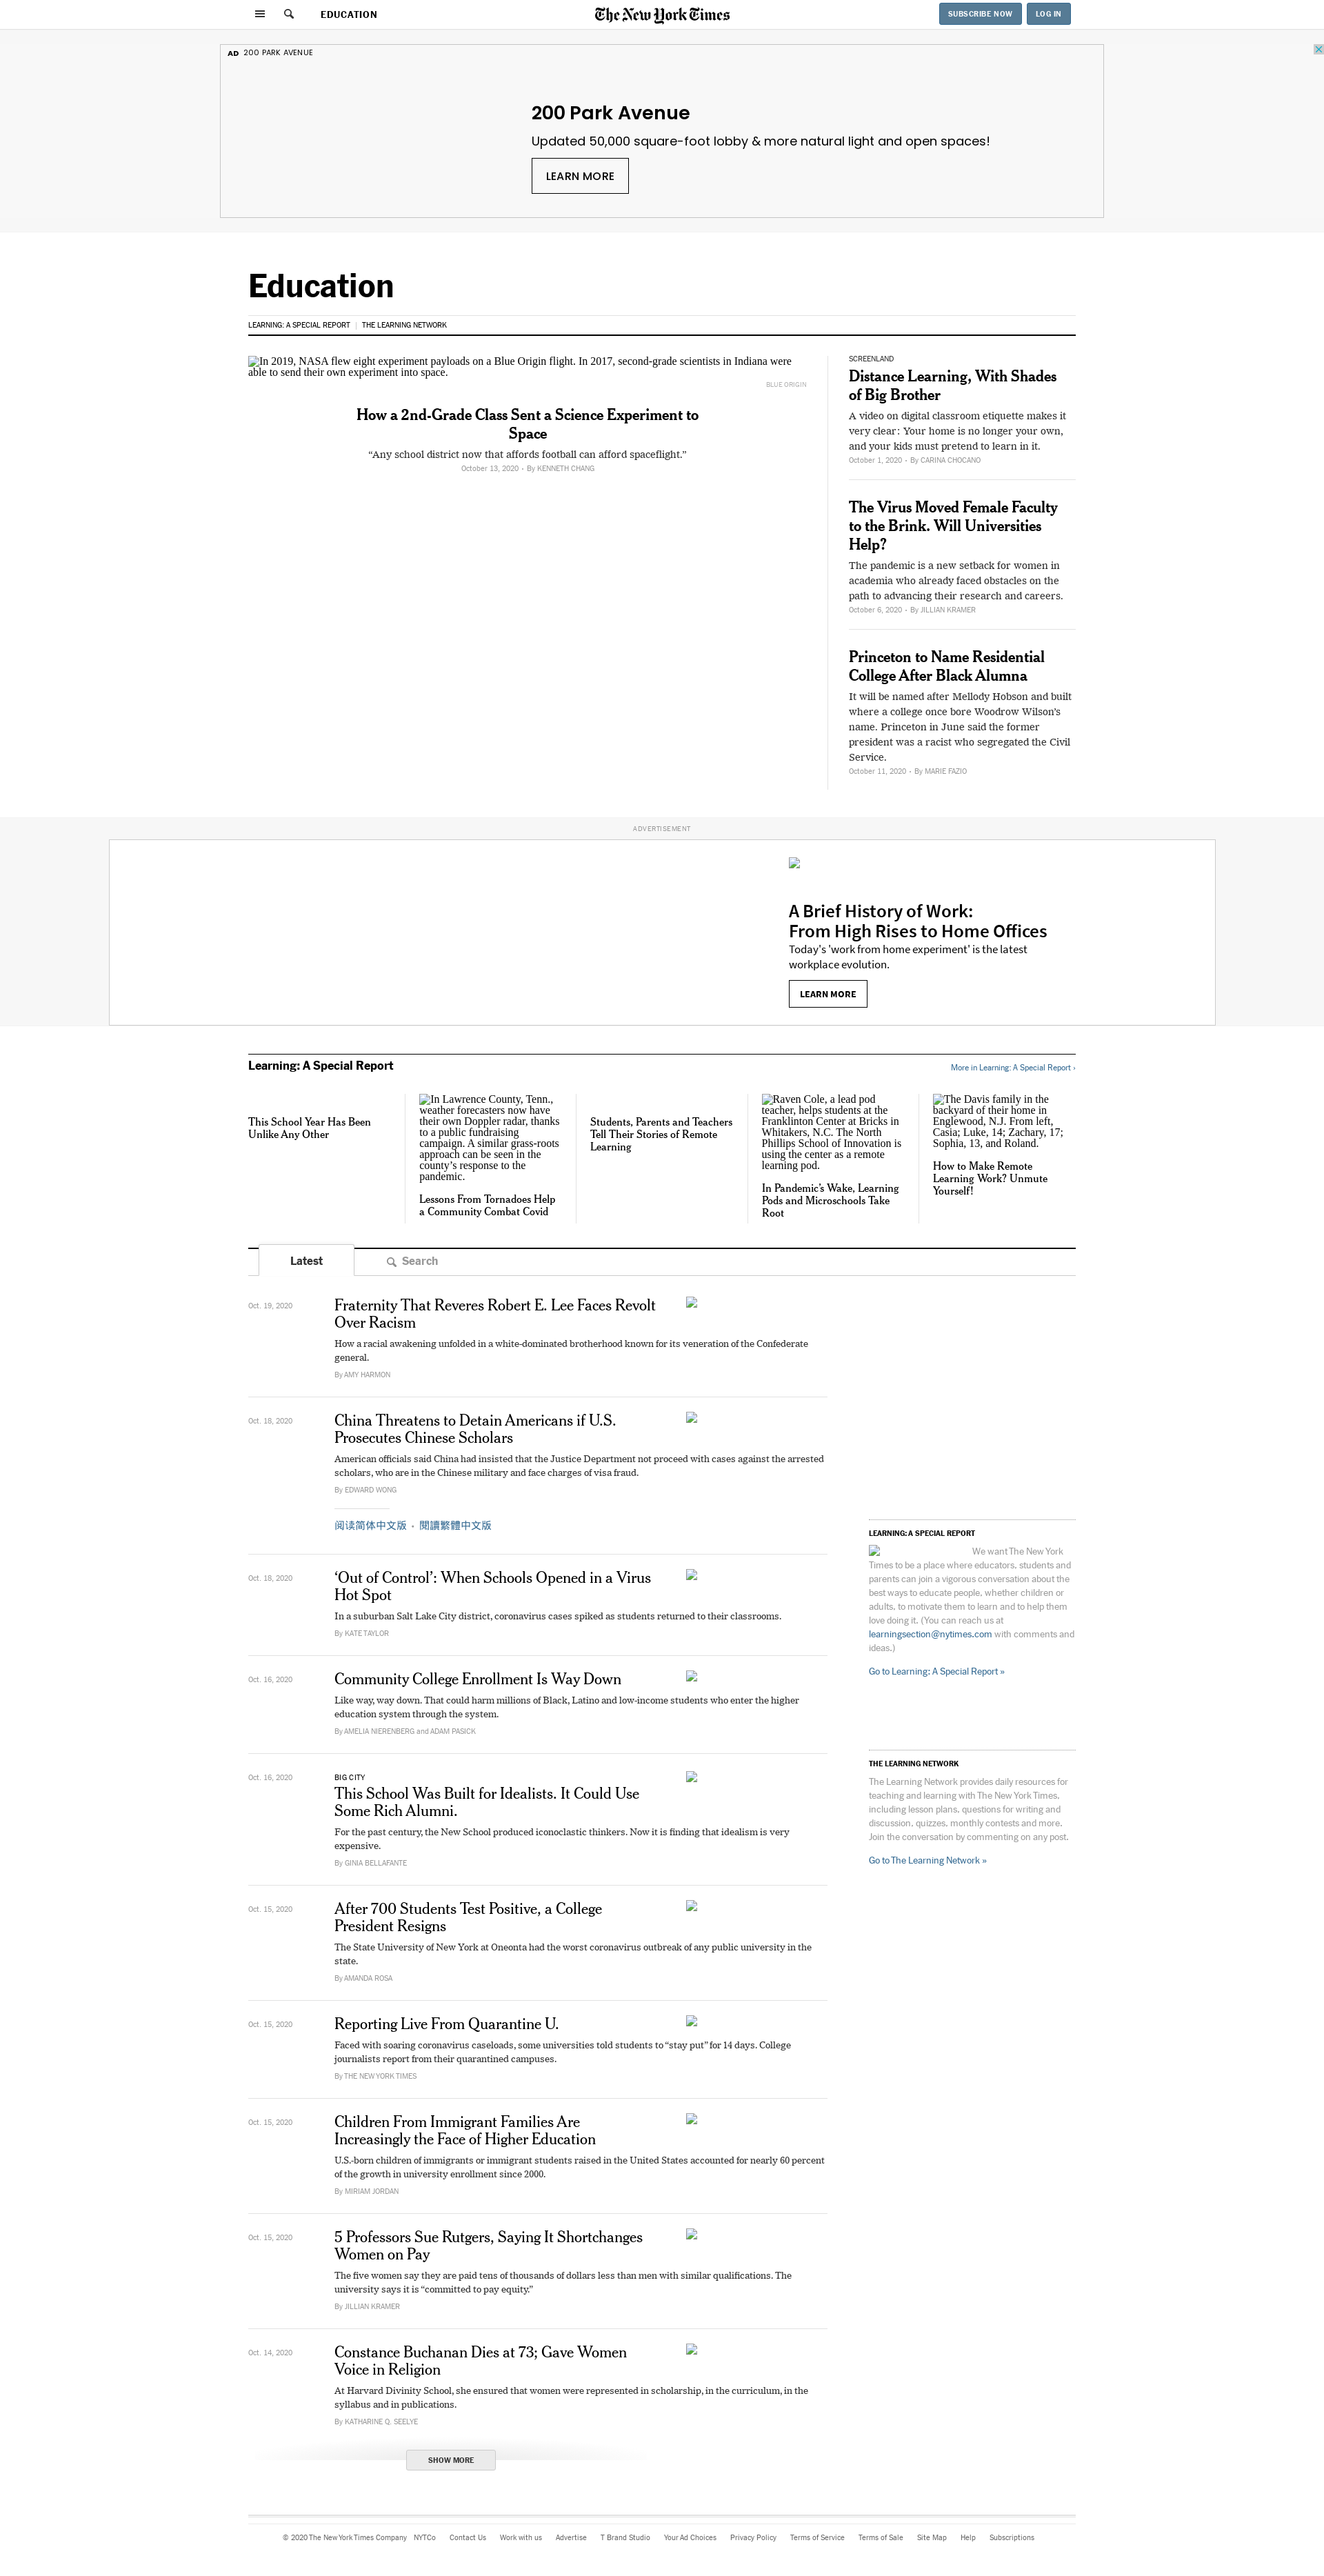 EDUCATION
The New York Times
SUBSCRIBE NOW
LOG IN
AD 200 PARK AVENUE
200 Park Avenue
Updated 50,000 square-foot lobby & more natural light and open spaces!
LEARN MORE
Education
LEARNING: A SPECIAL REPORT
THE LEARNING NETWORK
In 2019, NASA flew eight experiment payloads on a Blue Origin flight. In 2017, second-grade scientists in Indiana were
able to send their own experiment into space.
BLUE ORIGIN
How a 2nd-Grade Class Sent a Science Experiment to
Space
“Any school district now that affords football can afford spaceflight.”
October 13, 2020 • By KENNETH CHANG
SCREENLAND
Distance Learning, With Shades
of Big Brother
A video on digital classroom etiquette makes it
very clear: Your home is no longer your own,
and your kids must pretend to learn in it.
October 1, 2020 • By CARINA CHOCANO
The Virus Moved Female Faculty
to the Brink. Will Universities
Help?
The pandemic is a new setback for women in
academia who already faced obstacles on the
path to advancing their research and careers.
October 6, 2020 • By JILLIAN KRAMER
Princeton to Name Residential
College After Black Alumna
It will be named after Mellody Hobson and built
where a college once bore Woodrow Wilson's
name. Princeton in June said the former
president was a racist who segregated the Civil
Service.
October 11, 2020 • By MARIE FAZIO
ADVERTISEMENT
A Brief History of Work:
From High Rises to Home Offices
Today's 'work from home experiment' is the latest
workplace evolution.
LEARN MORE
Learning: A Special Report
More in Learning: A Special Report ›
This School Year Has Been
Unlike Any Other
In Lawrence County, Tenn.,
weather forecasters now have
their own Doppler radar, thanks
to a public fundraising
campaign. A similar grass-roots
approach can be seen in the
county’s response to the
pandemic.
Lessons From Tornadoes Help
a Community Combat Covid
Students, Parents and Teachers
Tell Their Stories of Remote
Learning
Raven Cole, a lead pod
teacher, helps students at the
Franklinton Center at Bricks in
Whitakers, N.C. The North
Phillips School of Innovation is
using the center as a remote
learning pod.
In Pandemic’s Wake, Learning
Pods and Microschools Take
Root
The Davis family in the
backyard of their home in
Englewood, N.J. From left,
Casia; Luke, 14; Zachary, 17;
Sophia, 13, and Roland.
How to Make Remote
Learning Work? Unmute
Yourself!
Latest
Search
Oct. 19, 2020
Fraternity That Reveres Robert E. Lee Faces Revolt
Over Racism
How a racial awakening unfolded in a white-dominated brotherhood known for its veneration of the Confederate
general.
By AMY HARMON
Oct. 18, 2020
China Threatens to Detain Americans if U.S.
Prosecutes Chinese Scholars
American officials said China had insisted that the Justice Department not proceed with cases against the arrested
scholars, who are in the Chinese military and face charges of visa fraud.
By EDWARD WONG
阅读简体中文版 • 閱讀繁體中文版
Oct. 18, 2020
‘Out of Control’: When Schools Opened in a Virus
Hot Spot
In a suburban Salt Lake City district, coronavirus cases spiked as students returned to their classrooms.
By KATE TAYLOR
Oct. 16, 2020
Community College Enrollment Is Way Down
Like way, way down. That could harm millions of Black, Latino and low-income students who enter the higher
education system through the system.
By AMELIA NIERENBERG and ADAM PASICK
Oct. 16, 2020
BIG CITY
This School Was Built for Idealists. It Could Use
Some Rich Alumni.
For the past century, the New School produced iconoclastic thinkers. Now it is finding that idealism is very
expensive.
By GINIA BELLAFANTE
Oct. 15, 2020
After 700 Students Test Positive, a College
President Resigns
The State University of New York at Oneonta had the worst coronavirus outbreak of any public university in the
state.
By AMANDA ROSA
Oct. 15, 2020
Reporting Live From Quarantine U.
Faced with soaring coronavirus caseloads, some universities told students to “stay put” for 14 days. College
journalists report from their quarantined campuses.
By THE NEW YORK TIMES
Oct. 15, 2020
Children From Immigrant Families Are
Increasingly the Face of Higher Education
U.S.-born children of immigrants or immigrant students raised in the United States accounted for nearly 60 percent
of the growth in university enrollment since 2000.
By MIRIAM JORDAN
Oct. 15, 2020
5 Professors Sue Rutgers, Saying It Shortchanges
Women on Pay
The five women say they are paid tens of thousands of dollars less than men with similar qualifications. The
university says it is “committed to pay equity.”
By JILLIAN KRAMER
Oct. 14, 2020
Constance Buchanan Dies at 73; Gave Women
Voice in Religion
At Harvard Divinity School, she ensured that women were represented in scholarship, in the curriculum, in the
syllabus and in publications.
By KATHARINE Q. SEELYE
SHOW MORE
LEARNING: A SPECIAL REPORT
We want The New York
Times to be a place where educators, students and
parents can join a vigorous conversation about the
best ways to educate people, whether children or
adults, to motivate them to learn and to help them
love doing it. (You can reach us at
learningsection@nytimes.com with comments and
ideas.)
Go to Learning: A Special Report »
THE LEARNING NETWORK
The Learning Network provides daily resources for
teaching and learning with The New York Times,
including lesson plans, questions for writing and
discussion, quizzes, monthly contests and more.
Join the conversation by commenting on any post.
Go to The Learning Network »
© 2020 The New York Times Company NYTCo Contact Us Work with us Advertise T Brand Studio Your Ad Choices Privacy Policy Terms of Service Terms of Sale Site Map Help Subscriptions